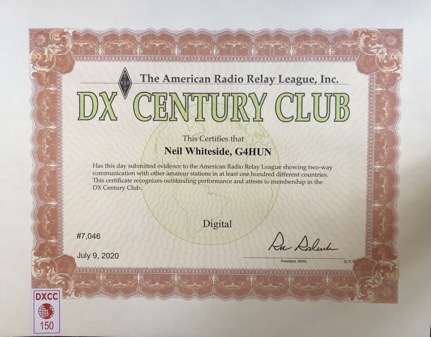 The American Radio Relay League, Inc.
DX CENTURY CLUB
This Certifies that
Neil Whiteside, G4HUN
Has this day submitted evidence to the American Radio Relay League showing two-way
communication with other amateur stations in at least one hundred different countries.
This certificate recognizes outstanding performance and attests to membership in the
DX Century Club.
Digital
#7,046
July 9, 2020
President, ARRL
DXCC
150